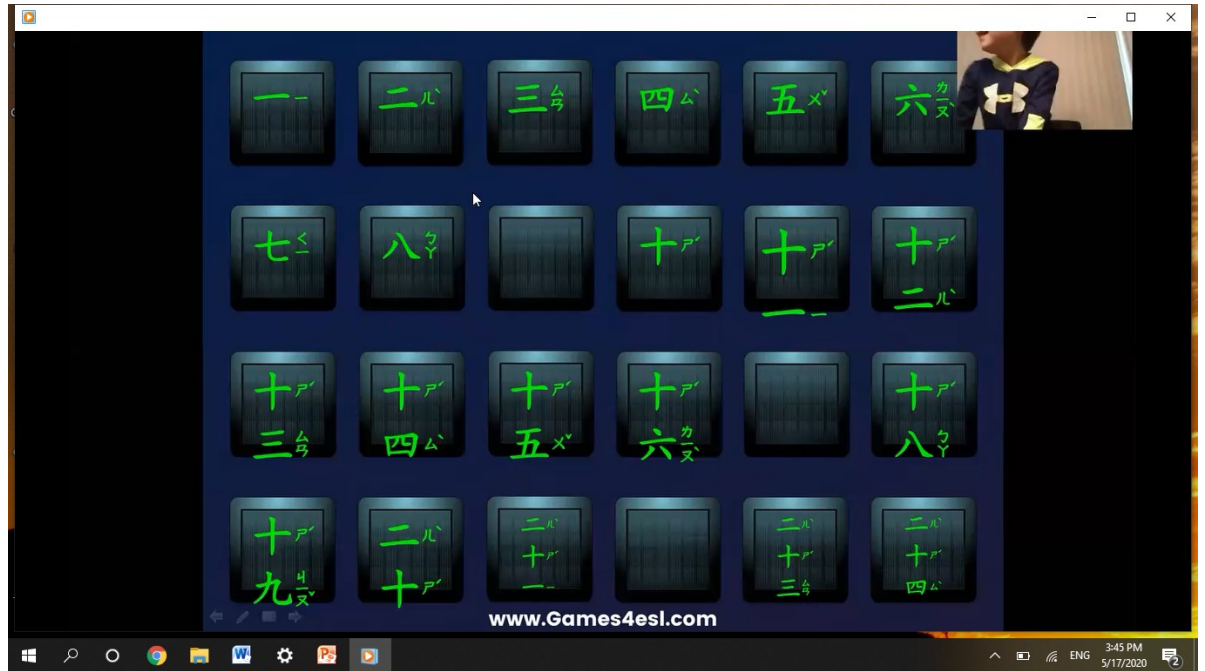 一ㄧ 二ㄦˋ 三ㄙㄢ 四ㄙˋ 五ㄨˇ 六ㄌㄧㄡˋ
七ㄑㄧ 八ㄅㄚ 十ㄕˊ 十ㄕˊ 十ㄕˊ
一ㄧ 二ㄦˋ
十ㄕˊ 十ㄕˊ 十ㄕˊ 十ㄕˊ 十ㄕˊ
三ㄙㄢ 四ㄙˋ 五ㄨˇ 六ㄌㄧㄡˋ 八ㄅㄚ
十ㄕˊ 二ㄦˋ 二ㄦˋ 二ㄦˋ 二ㄦˋ
九ㄐㄧㄡˇ 十ㄕˊ 十ㄕˊ 十ㄕˊ 十ㄕˊ
一ㄧ 三ㄙㄢ 四ㄙˋ
www.Games4esl.com
ENG
3:45 PM
5/17/2020
2